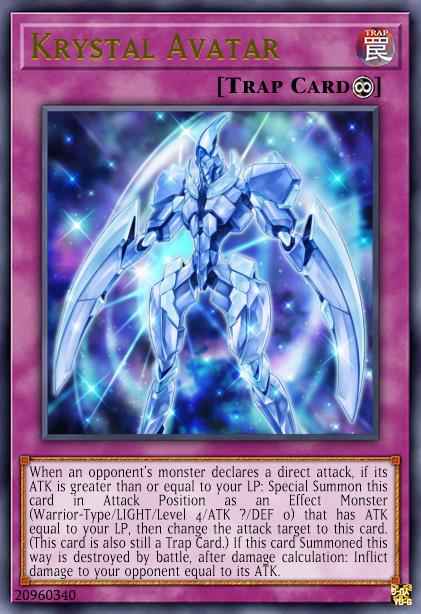 Krystal Avatar
TRAP
罠
[Trap Card]
When an opponent's monster declares a direct attack, if its
ATK is greater than or equal to your LP: Special Summon this
card in Attack Position as an Effect Monster
(Warrior-Type/LIGHT/Level 4/ATK ?/DEF 0) that has ATK
equal to your LP, then change the attack target to this card.
(This card is also still a Trap Card.) If this card Summoned this
way is destroyed by battle, after damage calculation: Inflict
damage to your opponent equal to its ATK.
20960340